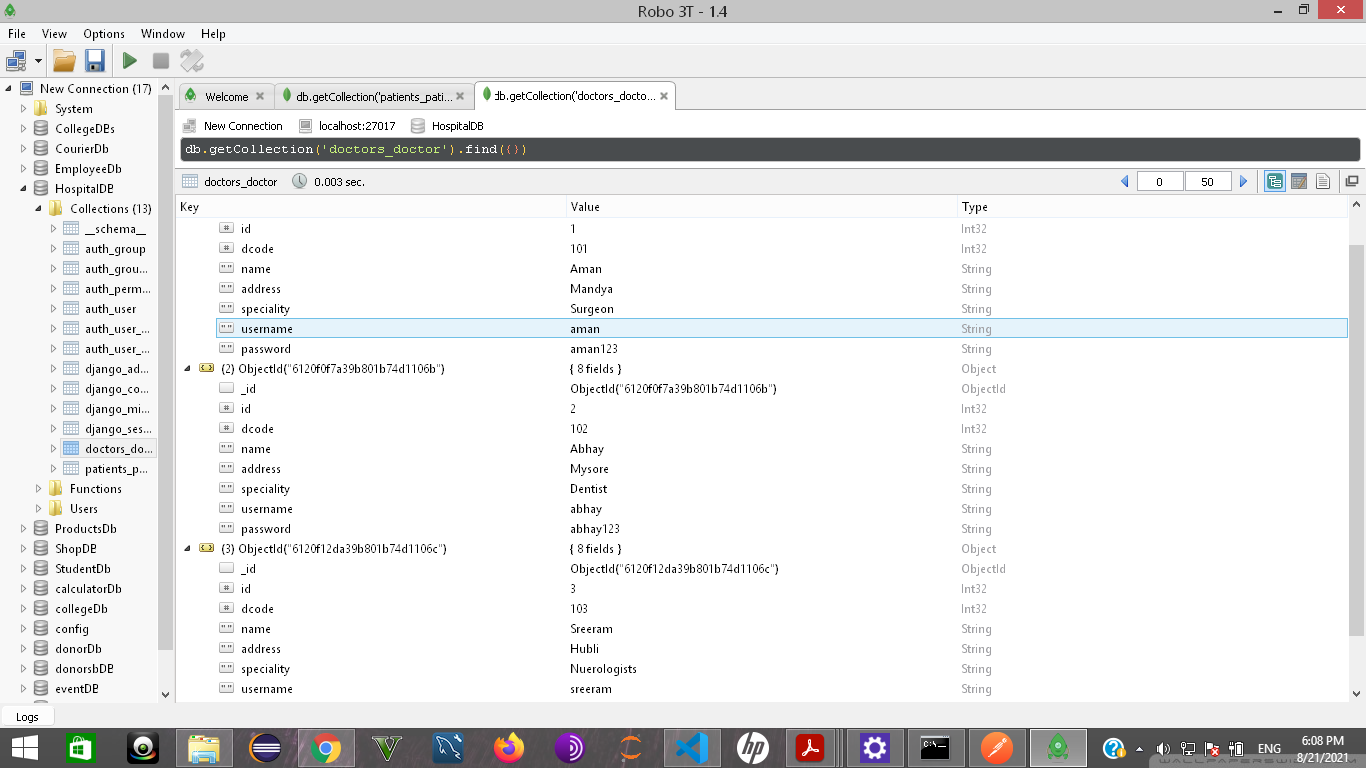 Robo 3T - 1.4
File View Options Window Help
New Connection (17)
System
CollegeDBs
CourierDb
EmployeeDb
HospitalDB
Collections (13)
__schema__
auth_group
auth_grou...
auth_perm...
auth_user
auth_user_...
auth_user_...
django_ad...
django_co...
django_mi...
django_ses...
doctors_do...
patients_p...
Functions
Users
ProductsDb
ShopDB
StudentDb
calculatorDb
collegeDb
config
donorDb
donorsbDB
eventDB
Logs
Welcome db.getCollection('patients_pati... db.getCollection('doctors_docto...
New Connection localhost:27017 HospitalDB
db.getCollection('doctors_doctor').find({})
doctors_doctor 0.003 sec. 0 50
Key Value Type
id 1 Int32
dcode 101 Int32
name Aman String
address Mandya String
speciality Surgeon String
username aman String
password aman123 String
(2) ObjectId("6120f0f7a39b801b74d1106b") { 8 fields } Object
_id ObjectId("6120f0f7a39b801b74d1106b") ObjectId
id 2 Int32
dcode 102 Int32
name Abhay String
address Mysore String
speciality Dentist String
username abhay String
password abhay123 String
(3) ObjectId("6120f12da39b801b74d1106c") { 8 fields } Object
_id ObjectId("6120f12da39b801b74d1106c") ObjectId
id 3 Int32
dcode 103 Int32
name Sreeram String
address Hubli String
speciality Nuerologists String
username sreeram String
ENG
6:08 PM
8/21/2021